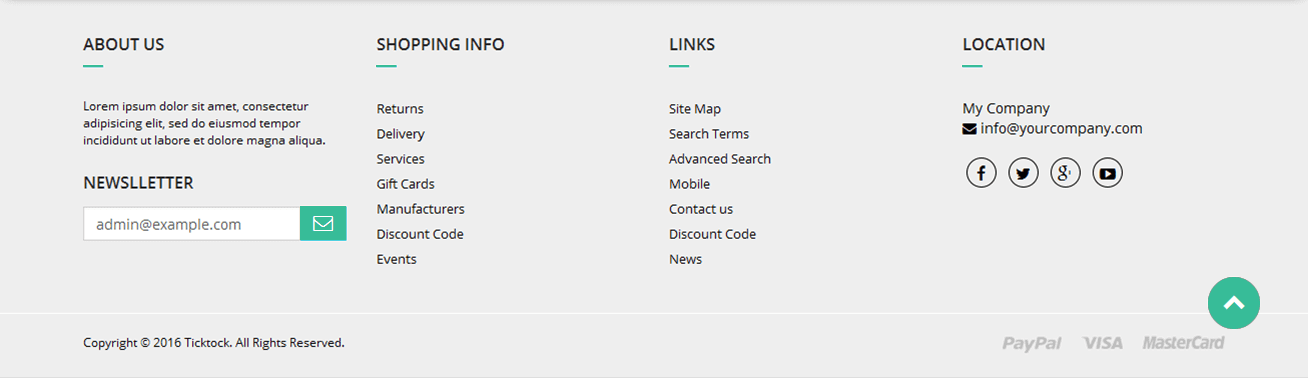 ABOUT US
Lorem ipsum dolor sit amet, consectetur
adipisicing elit, sed do eiusmod tempor
incididunt ut labore et dolore magna aliqua.
NEWSLLETTER
admin@example.com
SHOPPING INFO
Returns
Delivery
Services
Gift Cards
Manufacturers
Discount Code
Events
LINKS
Site Map
Search Terms
Advanced Search
Mobile
Contact us
Discount Code
News
LOCATION
My Company
info@yourcompany.com
Copyright © 2016 Ticktock. All Rights Reserved.
PayPal VISA MasterCard